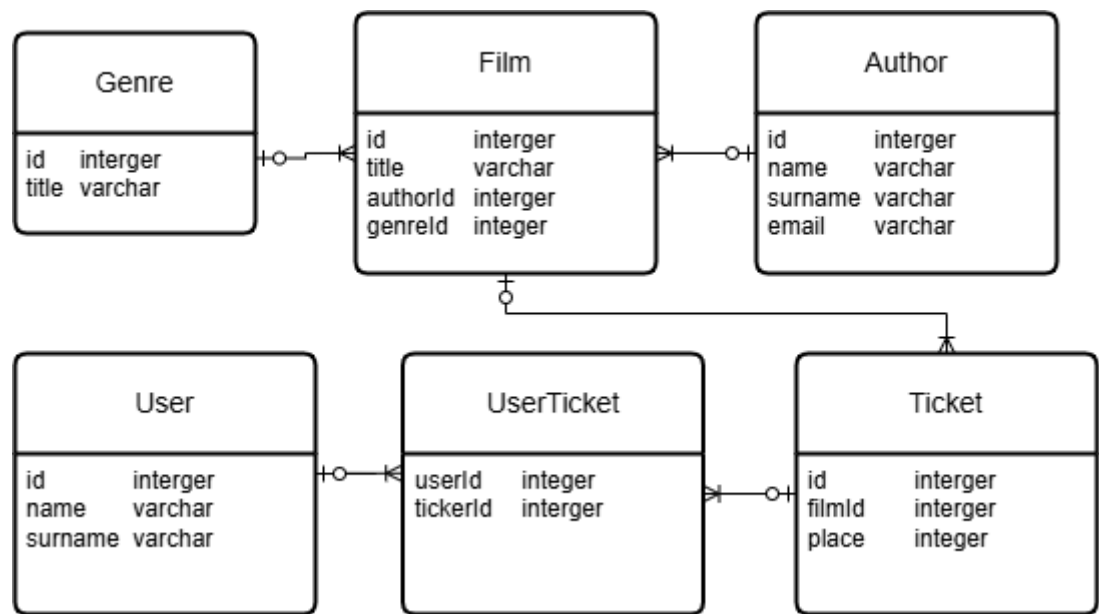 Genre
id interger
title varchar
Film
id interger
title varchar
authorId interger
genreId integer
Author
id interger
name varchar
surname varchar
email varchar
User
id interger
name varchar
surname varchar
UserTicket
userId integer
tickerId interger
Ticket
id interger
filmId interger
place integer